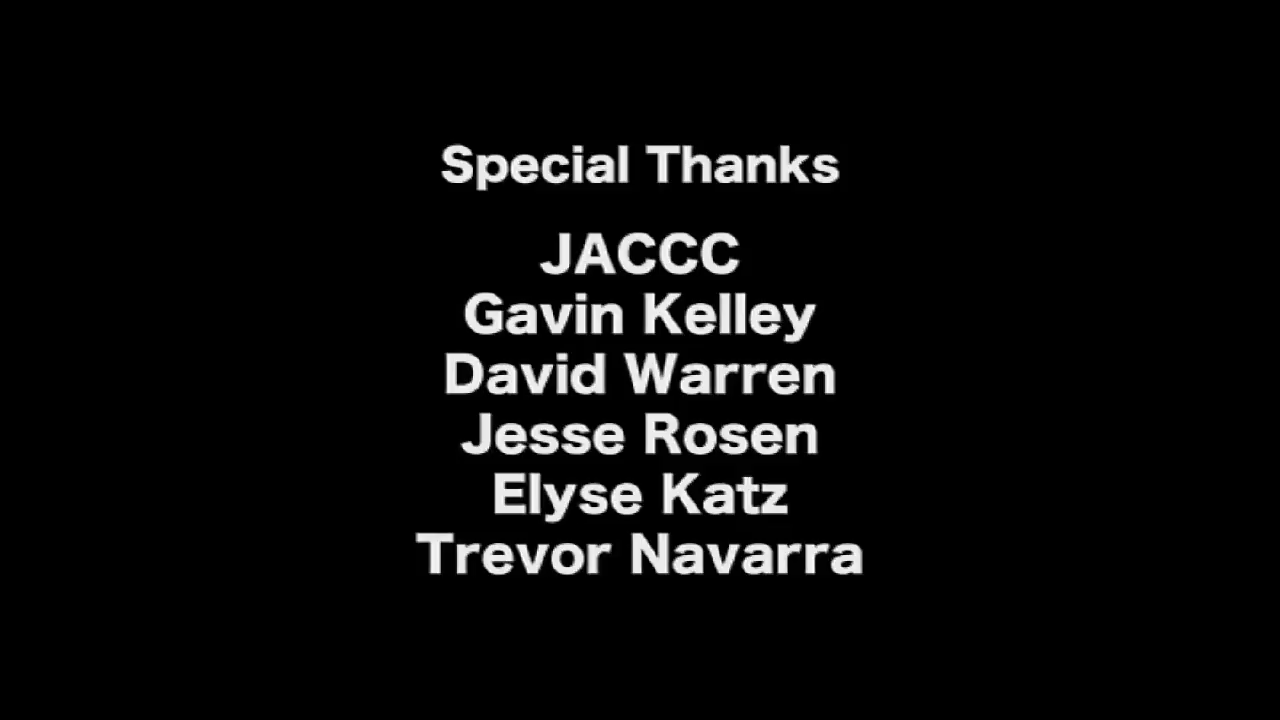 Special Thanks
JACCC
Gavin Kelley
David Warren
Jesse Rosen
Elyse Katz
Trevor Navarra